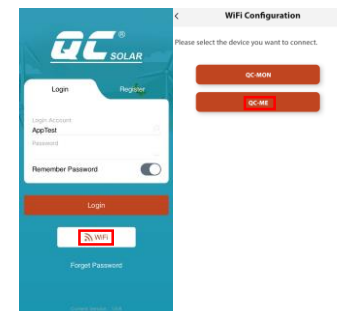 QC®
SOLAR
Login
Register
Login Account
AppTest
Password
Remember Password
Login
WiFi
Forget Password
<
WiFi Configuration
Please select the device you want to connect.
QC-MON
QC-ME